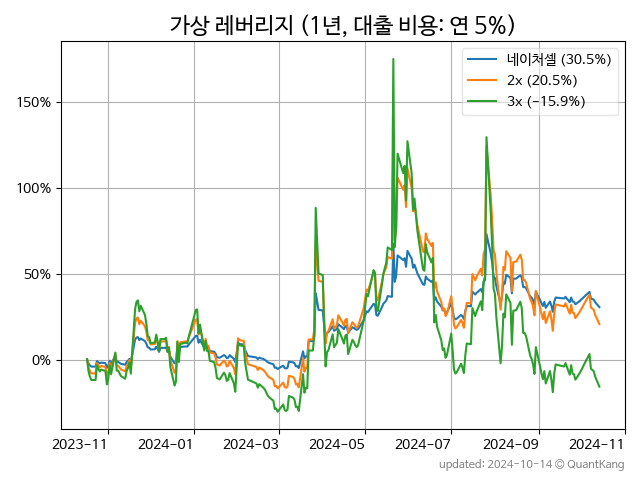 가상 레버리지 (1년, 대출 비용: 연 5%)
네이처셀 (30.5%)
2x (20.5%)
3x (−15.9%)
150%
100%
50%
0%
2023-11 2024-01 2024-03 2024-05 2024-07 2024-09 2024-11
updated: 2024-10-14 © QuantKang